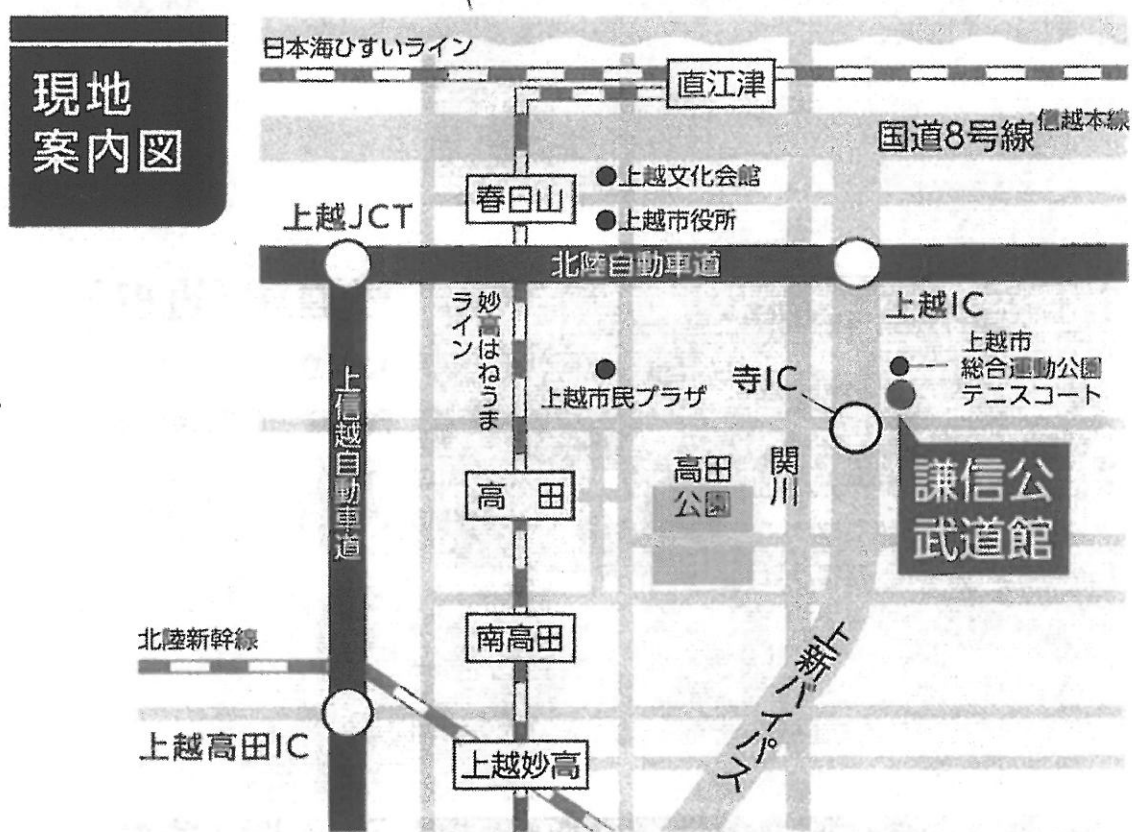 現地
案内図
日本海ひすいライン
直江津
国道8号線
信越本線
春日山
上越文化会館
上越市役所
上越JCT
北陸自動車道
上越IC
妙高はねうま
ライン
上越市
総合運動公園
テニスコート
上越市民プラザ
寺IC
上信越自動車道
高田
高田
公園
関川
謙信公
武道館
南高田
北陸新幹線
上新バイパス
上越高田IC
上越妙高